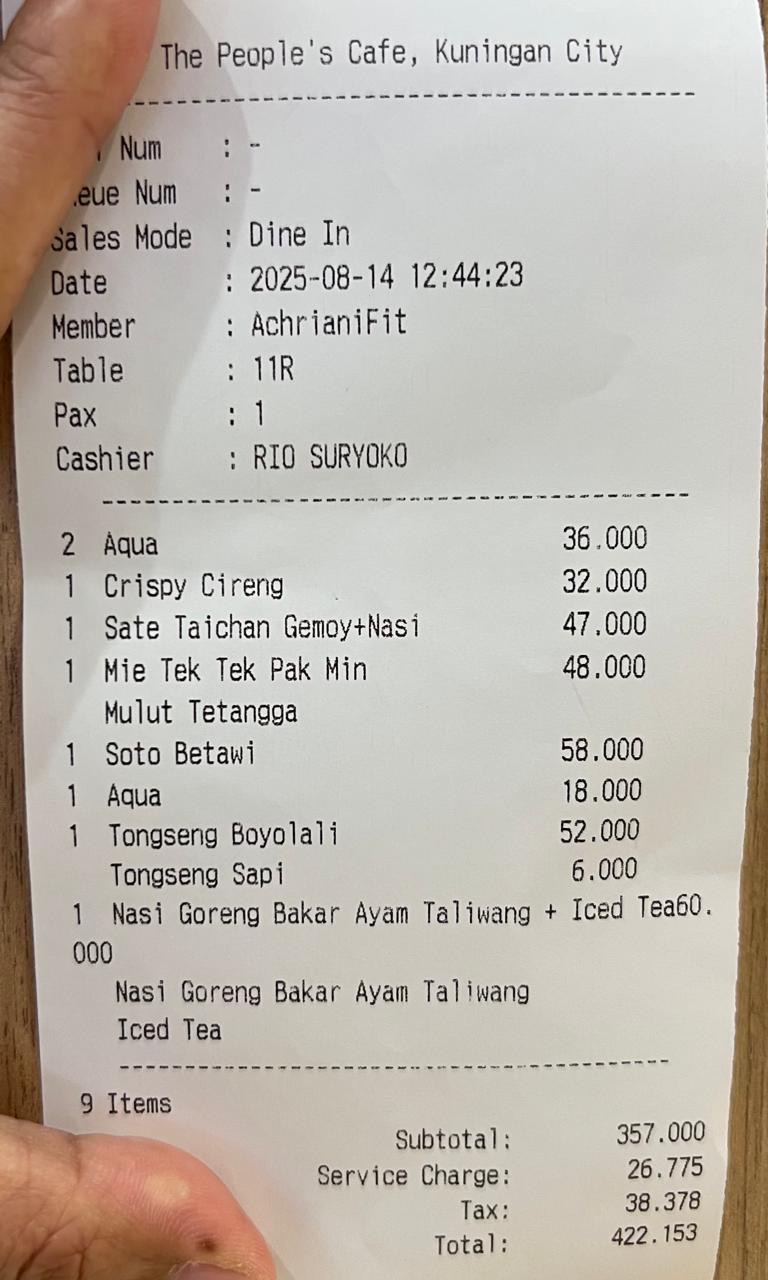 The People's Cafe, Kuningan City
Num : -
Num : -
Sales Mode : Dine In
Date : 2025-08-14 12:44:23
Member : AchrianiFit
Table : 11R
Pax : 1
Cashier : RIO SURYOKO
2 Aqua 36.000
1 Crispy Cireng 32.000
1 Sate Taichan Gemoy+Nasi 47.000
1 Mie Tek Tek Pak Min 48.000
Mulut Tetangga
1 Soto Betawi 58.000
1 Aqua 18.000
1 Tongseng Boyolali 52.000
Tongseng Sapi 6.000
1 Nasi Goreng Bakar Ayam Taliwang + Iced Tea60.
000
Nasi Goreng Bakar Ayam Taliwang
Iced Tea
9 Items
Subtotal: 357.000
Service Charge: 26.775
Tax: 38.378
Total: 422.153